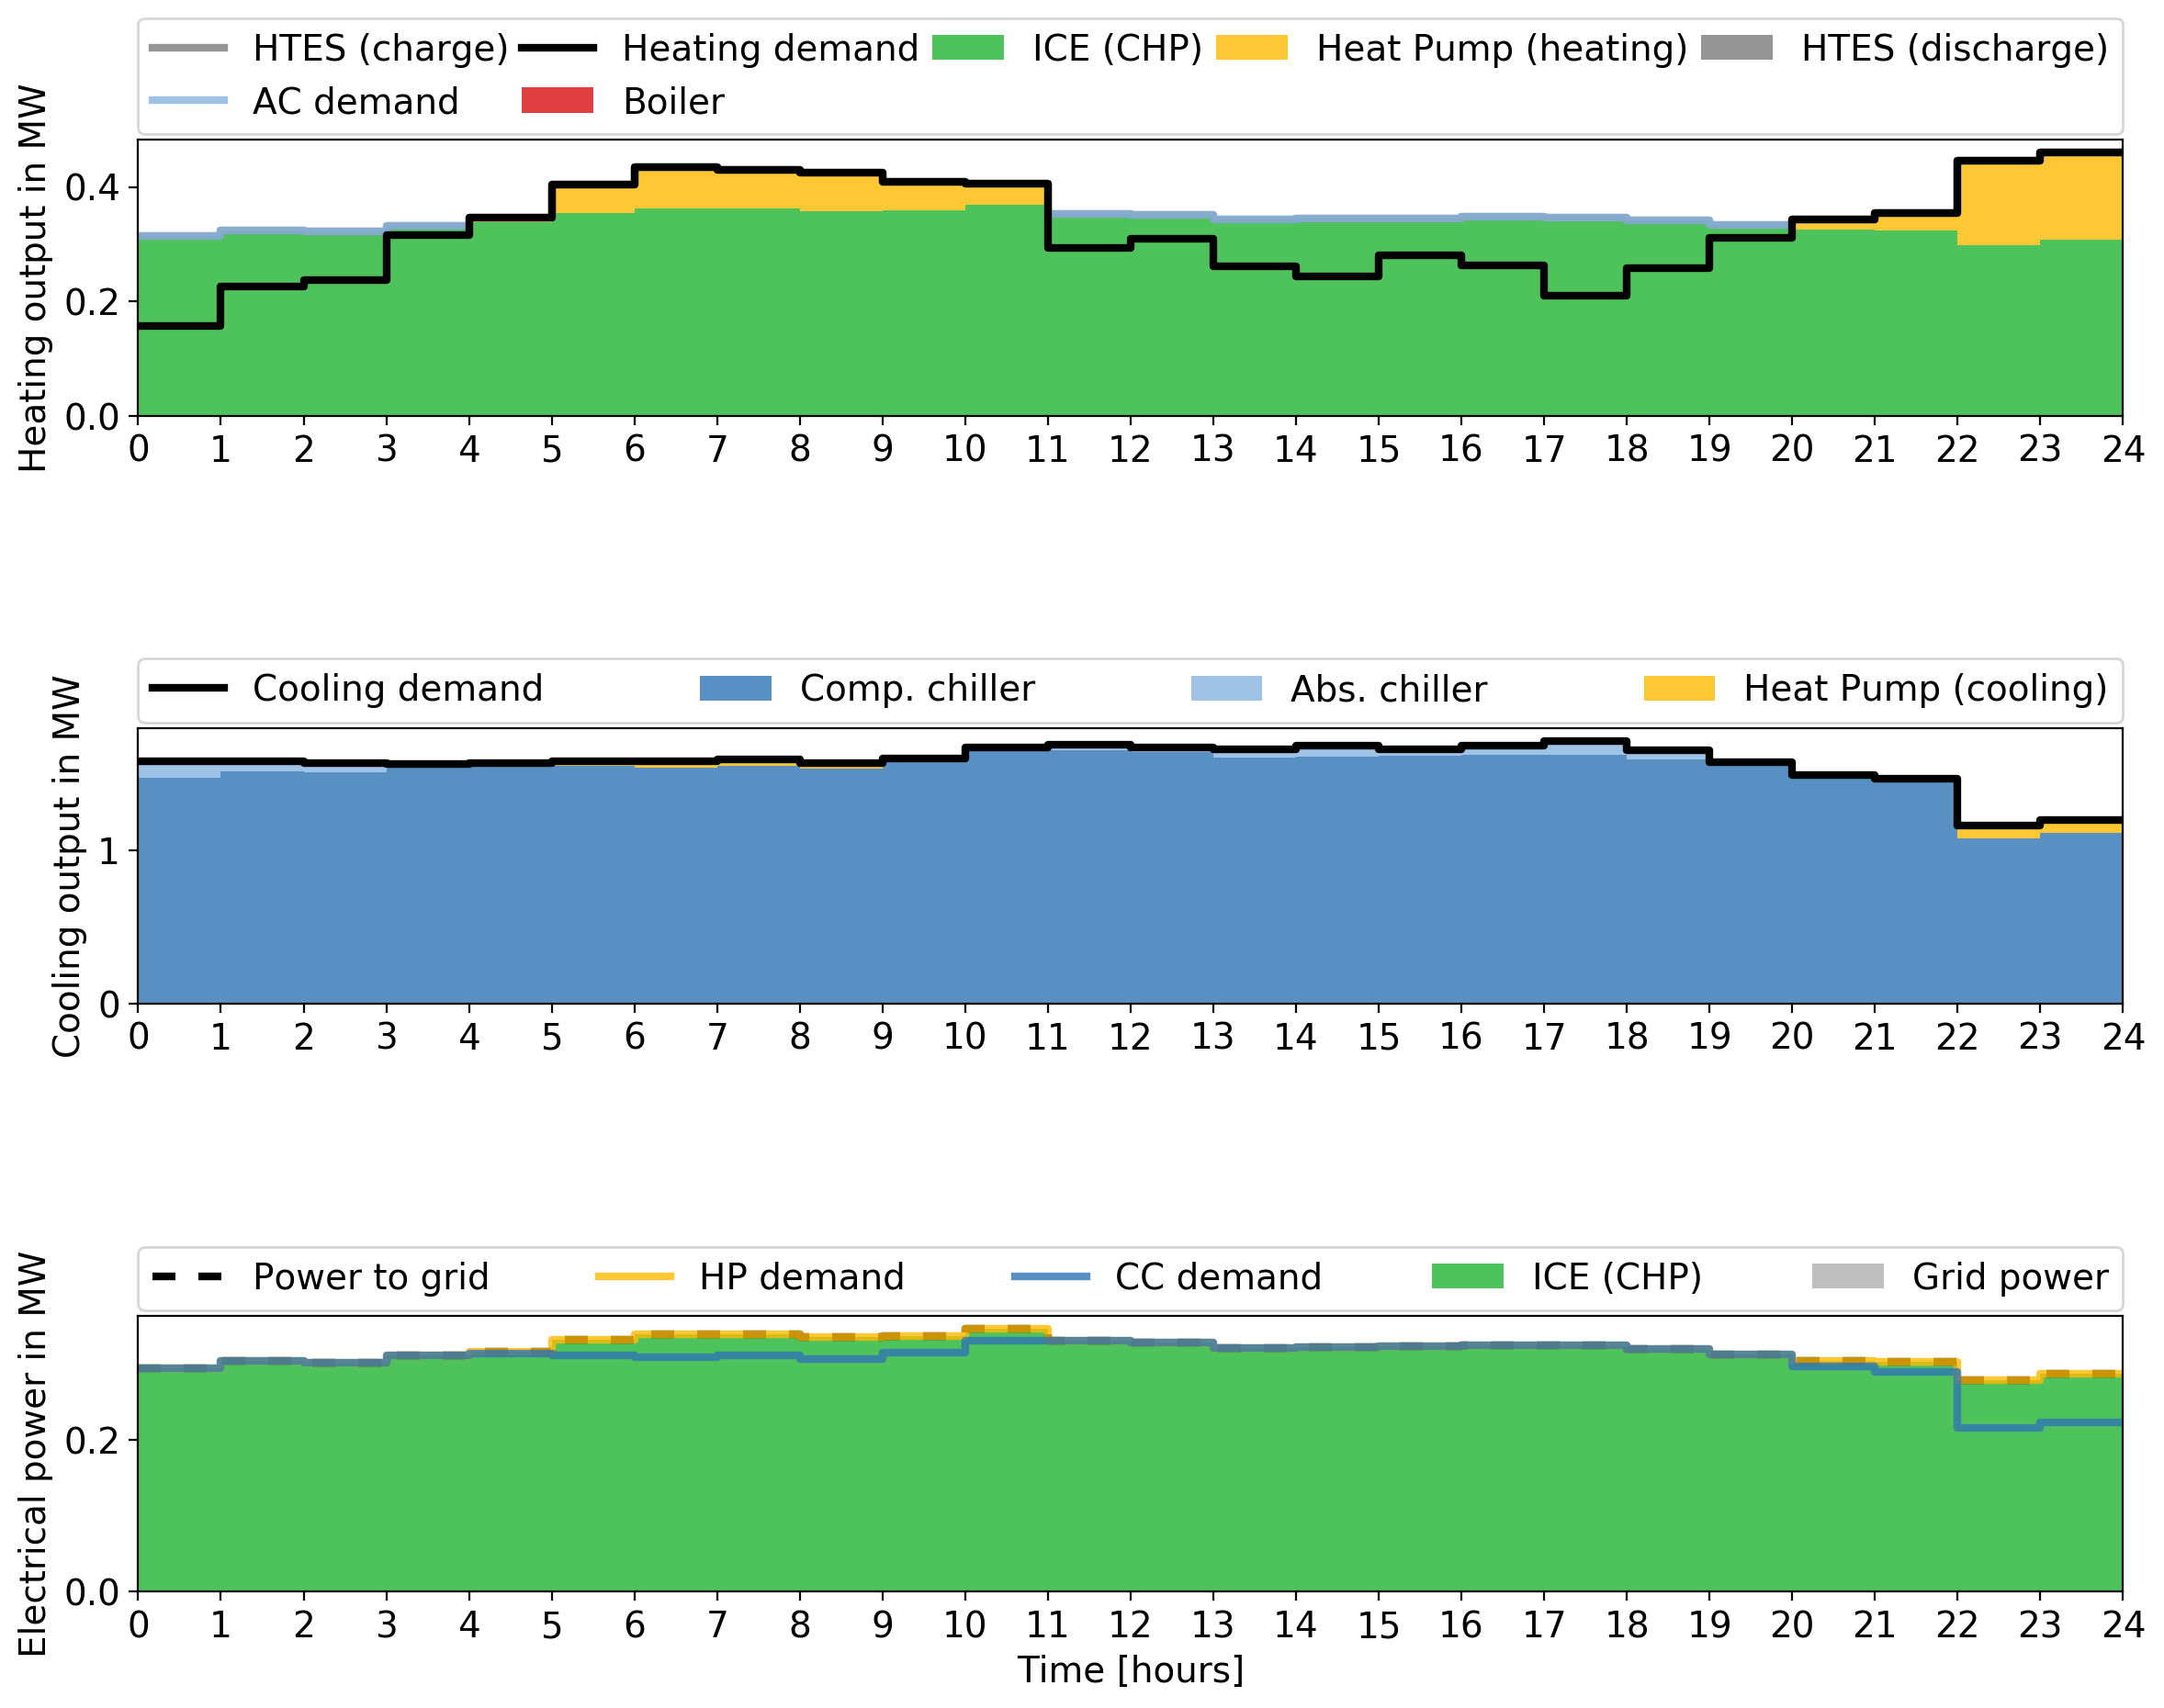 HTES (charge) Heating demand ICE (CHP) Heat Pump (heating) HTES (discharge)
AC demand Boiler
Heating output in MW
0.4
0.2
0.0
0 1 2 3 4 5 6 7 8 9 10 11 12 13 14 15 16 17 18 19 20 21 22 23 24
Cooling demand Comp. chiller Abs. chiller Heat Pump (cooling)
Cooling output in MW
1
0
0 1 2 3 4 5 6 7 8 9 10 11 12 13 14 15 16 17 18 19 20 21 22 23 24
Power to grid HP demand CC demand ICE (CHP) Grid power
Electrical power in MW
0.2
0.0
0 1 2 3 4 5 6 7 8 9 10 11 12 13 14 15 16 17 18 19 20 21 22 23 24
Time [hours]